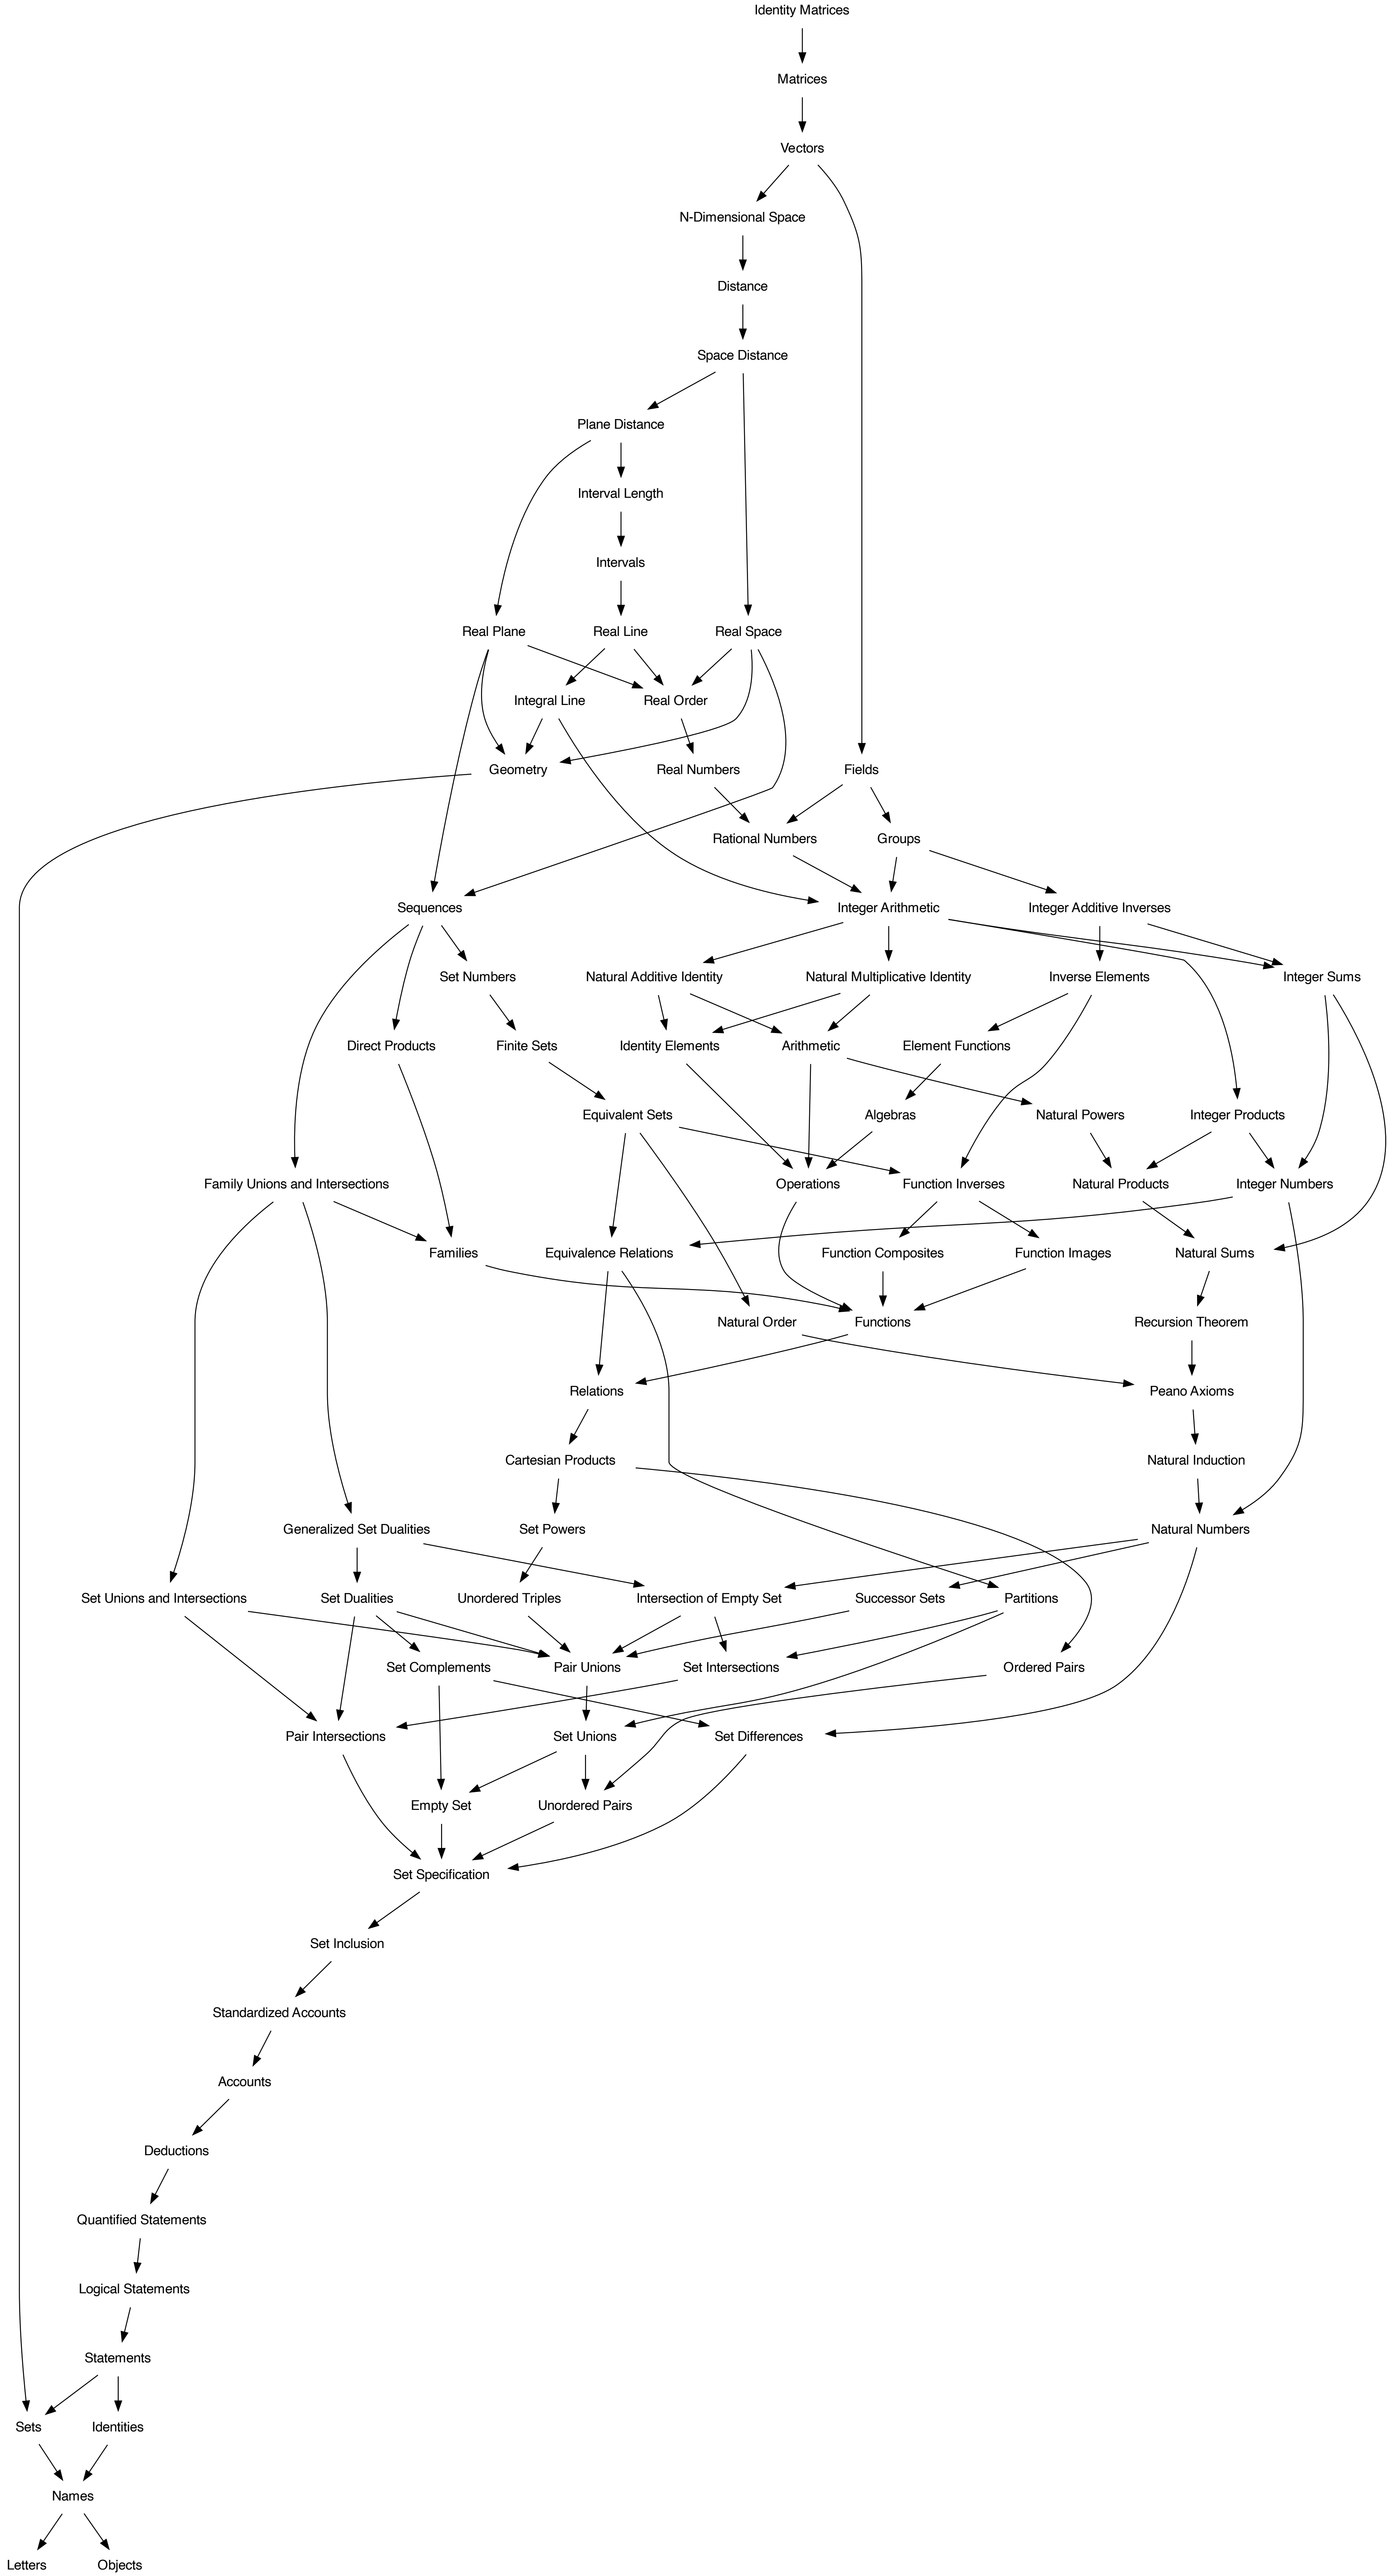 Identity Matrices
Matrices
Vectors
N-Dimensional Space
Distance
Space Distance
Plane Distance
Interval Length
Intervals
Real Plane
Real Line
Real Space
Integral Line
Real Order
Geometry
Real Numbers
Fields
Rational Numbers
Groups
Sequences
Integer Arithmetic
Integer Additive Inverses
Set Numbers
Natural Additive Identity
Natural Multiplicative Identity
Inverse Elements
Integer Sums
Direct Products
Finite Sets
Identity Elements
Arithmetic
Element Functions
Equivalent Sets
Algebras
Natural Powers
Integer Products
Family Unions and Intersections
Operations
Function Inverses
Natural Products
Integer Numbers
Families
Equivalence Relations
Function Composites
Function Images
Natural Sums
Natural Order
Functions
Recursion Theorem
Relations
Peano Axioms
Cartesian Products
Natural Induction
Generalized Set Dualities
Set Powers
Natural Numbers
Set Unions and Intersections
Set Dualities
Unordered Triples
Intersection of Empty Set
Successor Sets
Partitions
Set Complements
Pair Unions
Set Intersections
Ordered Pairs
Pair Intersections
Set Unions
Set Differences
Empty Set
Unordered Pairs
Set Specification
Set Inclusion
Standardized Accounts
Accounts
Deductions
Quantified Statements
Logical Statements
Statements
Sets
Identities
Names
Letters
Objects